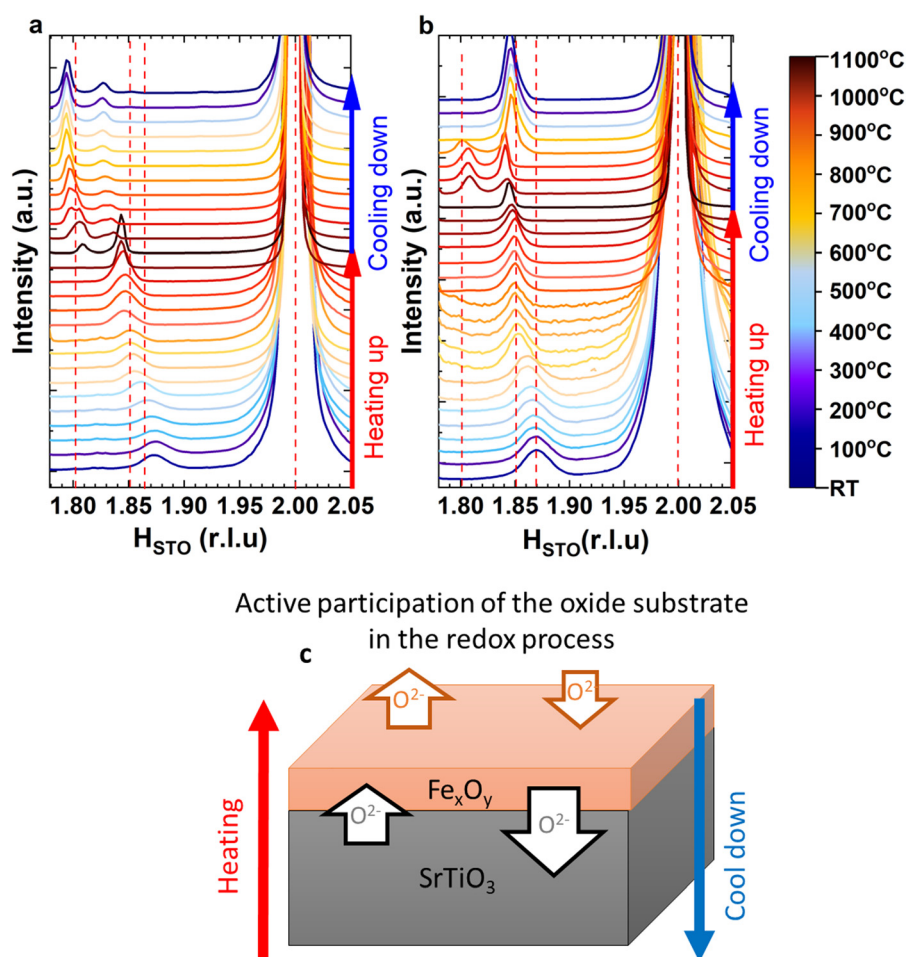 a
b
Intensity (a.u.)
Cooling down
Heating up
1.80 1.85 1.90 1.95 2.00 2.05
H_STO (r.l.u)
Intensity (a.u.)
Cooling down
Heating up
1.80 1.85 1.90 1.95 2.00 2.05
H_STO(r.l.u)
1100°C
1000°C
900°C
800°C
700°C
600°C
500°C
400°C
300°C
200°C
100°C
RT
Active participation of the oxide substrate
in the redox process
c
O²⁻
O²⁻
FeₓOᵧ
O²⁻
O²⁻
SrTiO₃
Heating
Cool down